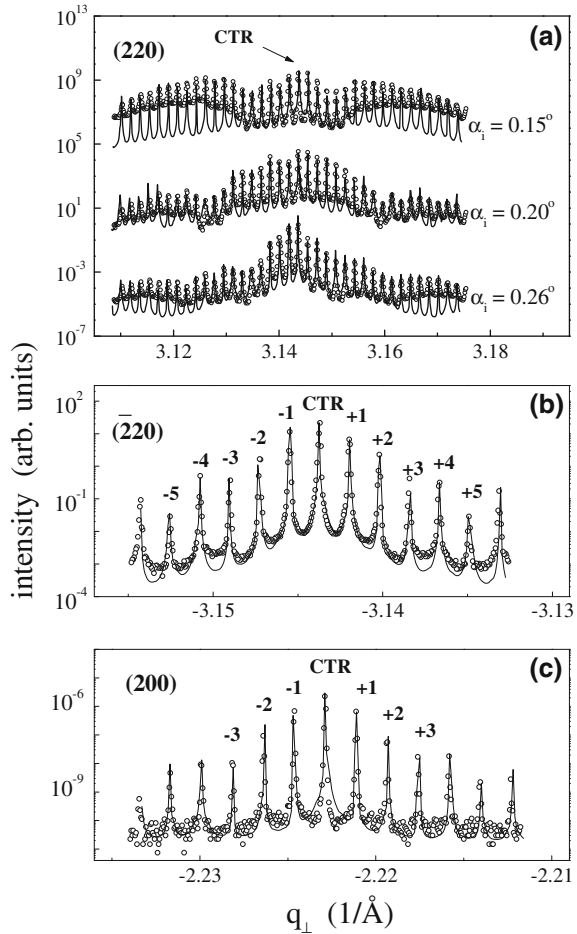 10^13
(220)
CTR
(a)
10^9
10^5
α_i = 0.15°
10^1
α_i = 0.20°
10^-3
α_i = 0.26°
10^-7
3.12 3.14 3.16 3.18
intensity (arb. units)
10^2
(2̄20)
CTR
(b)
-5 -4 -3 -2 -1 +1 +2 +3 +4 +5
10^-1
10^-4
-3.15 -3.14 -3.13
(200)
CTR
(c)
10^-6
-3 -2 -1 +1 +2 +3
10^-9
-2.23 -2.22 -2.21
q_⊥ (1/Å)